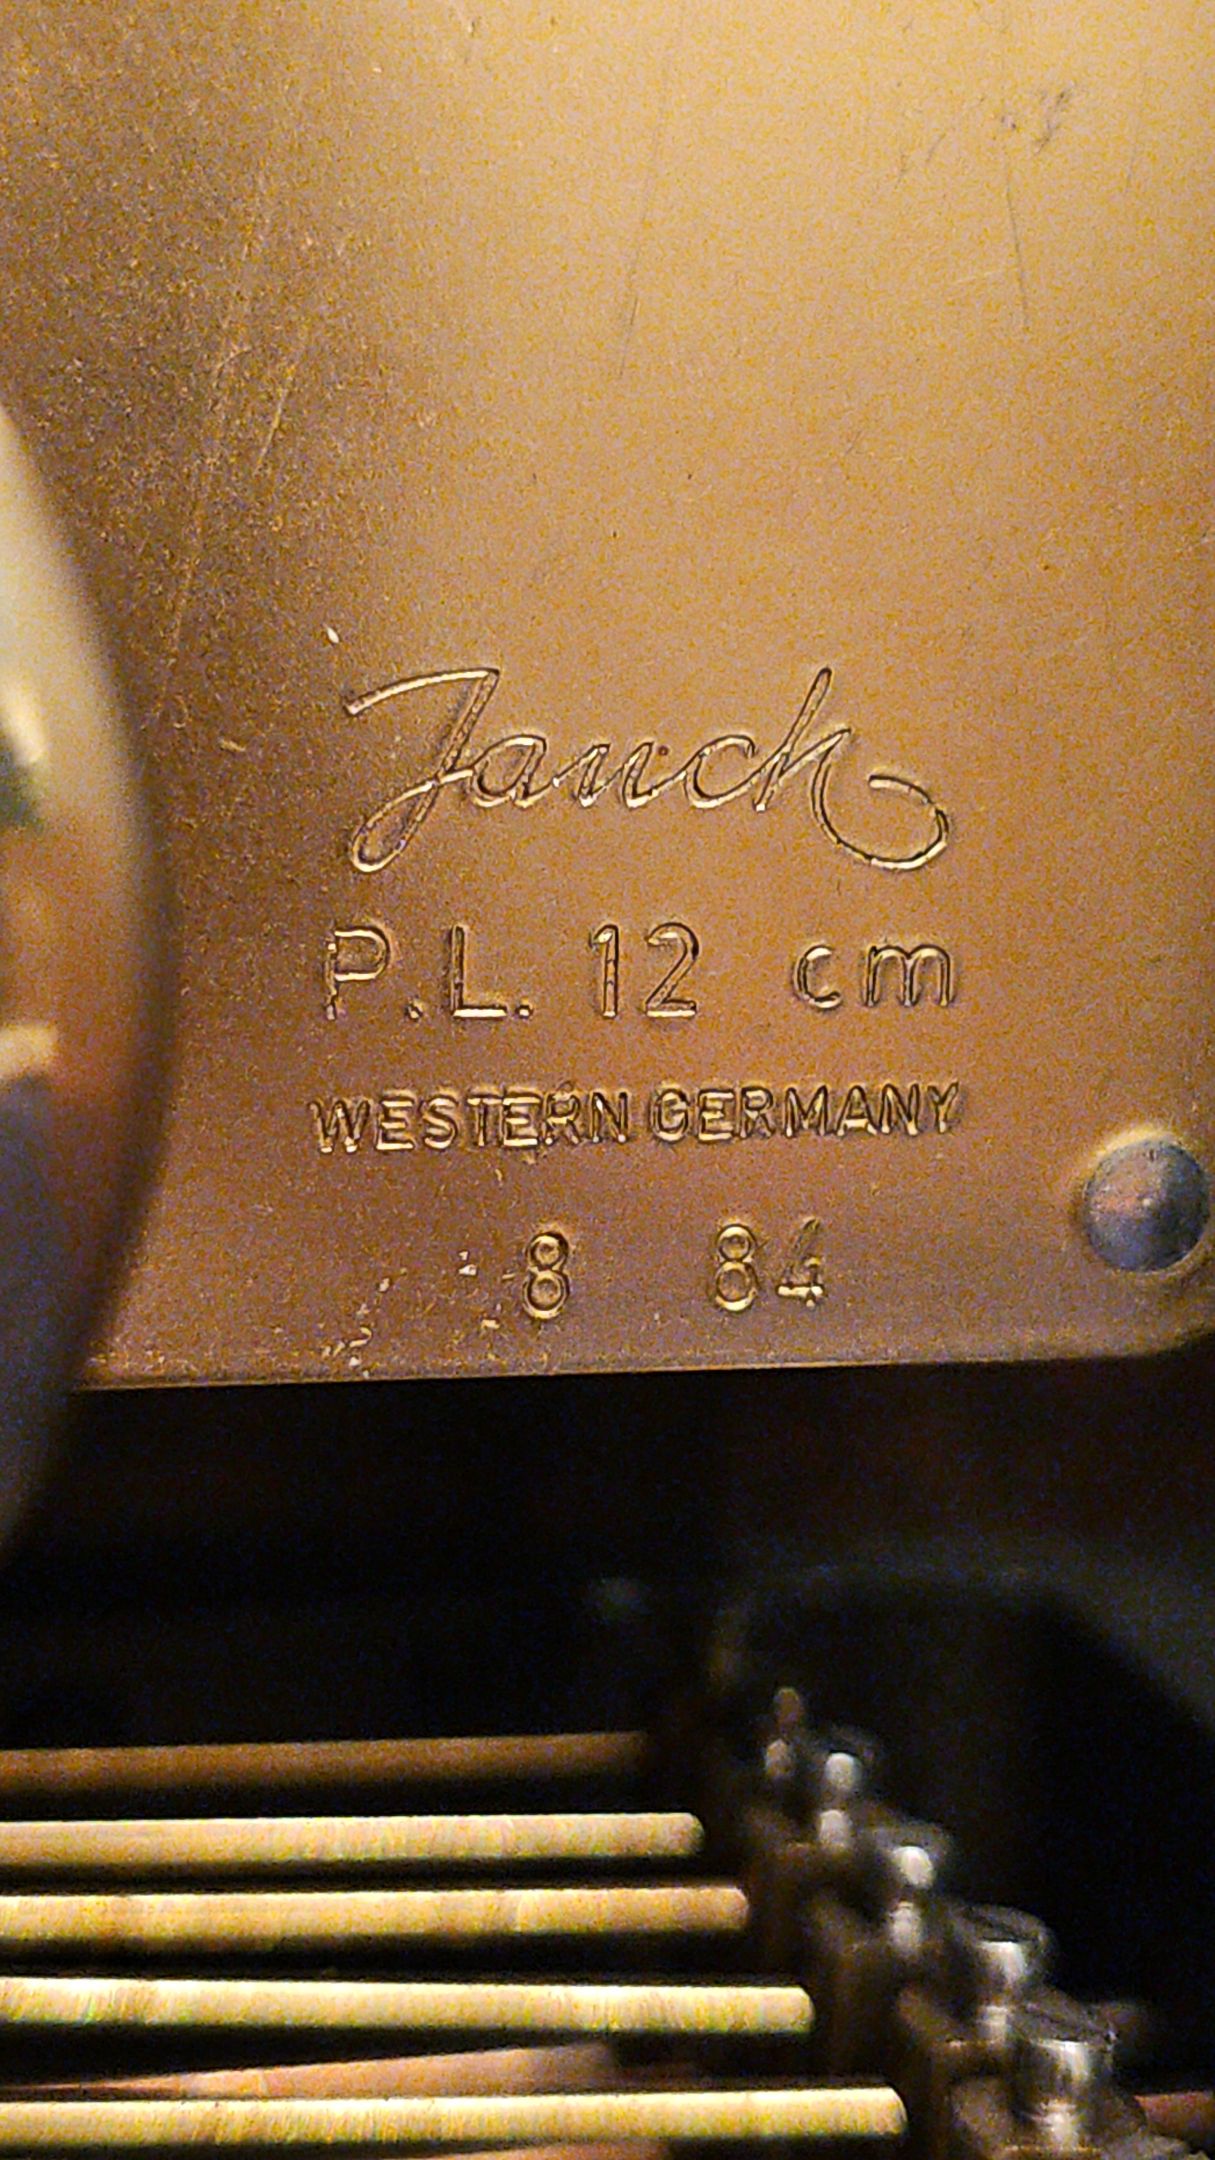 Jauch
P.L. 12 cm
WESTERN GERMANY
8 84